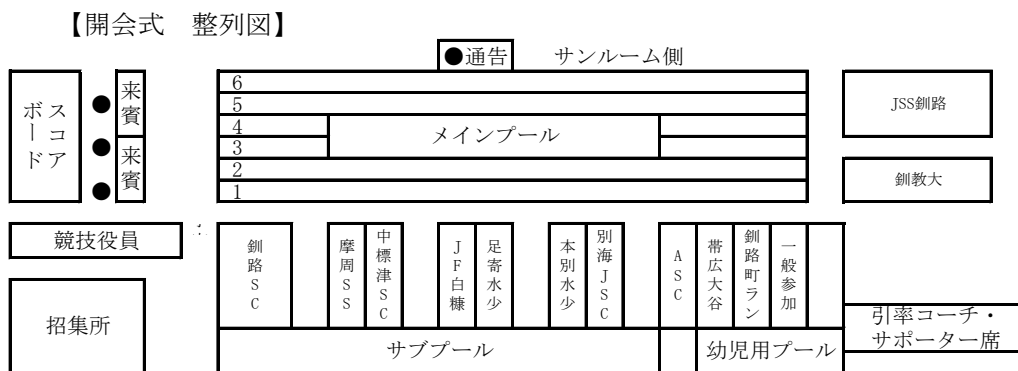 【開会式　整列図】
●通告
サンルーム側
スコアボード
来賓
来賓
6
5
4
3
2
1
メインプール
JSS釧路
釧教大
競技役員
招集所
釧路SC
摩周SS
中標津SC
JF白糠
足寄水少
本別水少
別海JSC
ASC
帯広大谷
釧路町ラン
一般参加
サブプール
幼児用プール
引率コーチ・
サポーター席